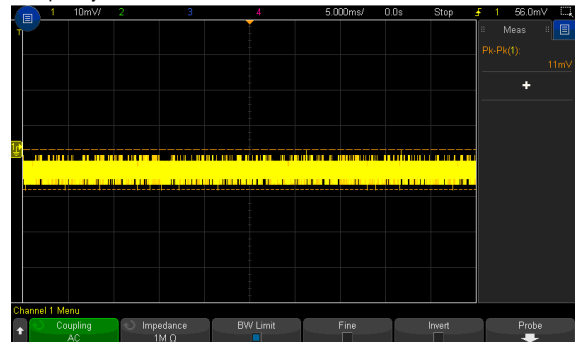 1 10mV/ 2 3 4 5.000ms/ 0.0s Stop 1 56.0mV
T
Meas
Pk-Pk(1):
11mV
+
1
Channel 1 Menu
Coupling Impedance BW Limit Fine Invert Probe
AC 1M Ω